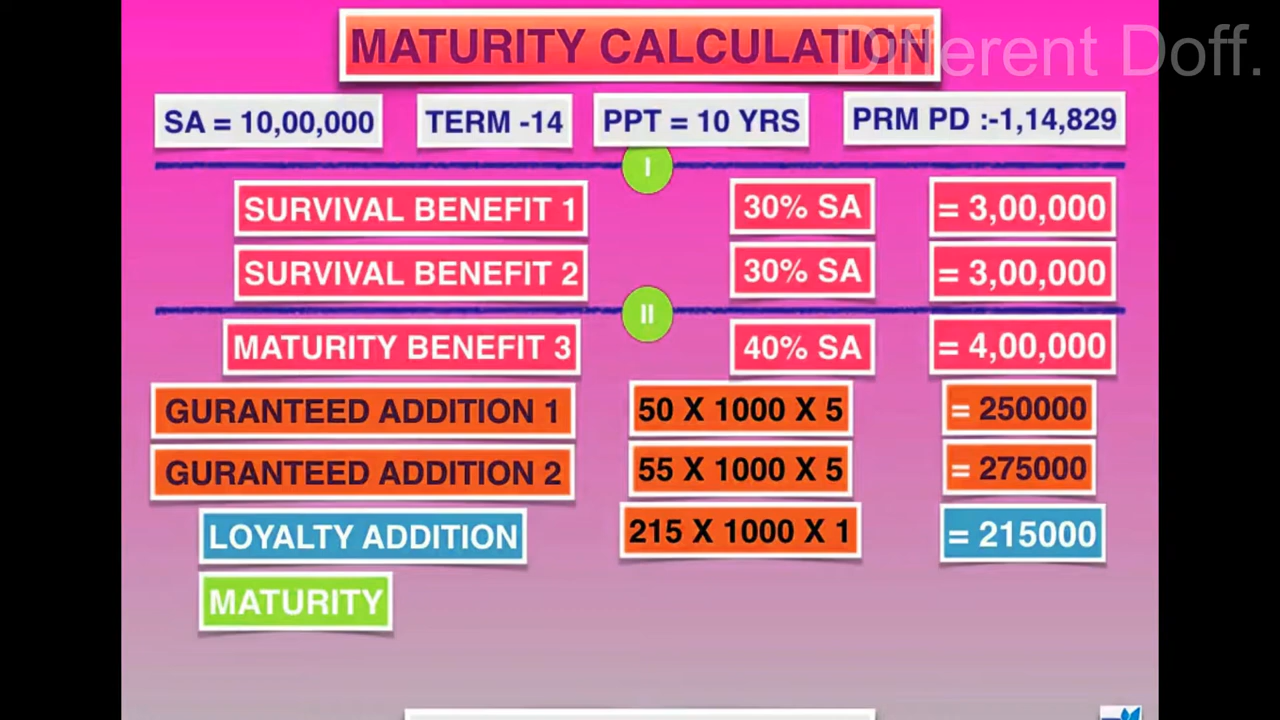 MATURITY CALCULATION
Different Doff.
SA = 10,00,000 TERM -14 PPT = 10 YRS PRM PD :-1,14,829
I
SURVIVAL BENEFIT 1 30% SA = 3,00,000
SURVIVAL BENEFIT 2 30% SA = 3,00,000
II
MATURITY BENEFIT 3 40% SA = 4,00,000
GURANTEED ADDITION 1 50 X 1000 X 5 = 250000
GURANTEED ADDITION 2 55 X 1000 X 5 = 275000
LOYALTY ADDITION 215 X 1000 X 1 = 215000
MATURITY